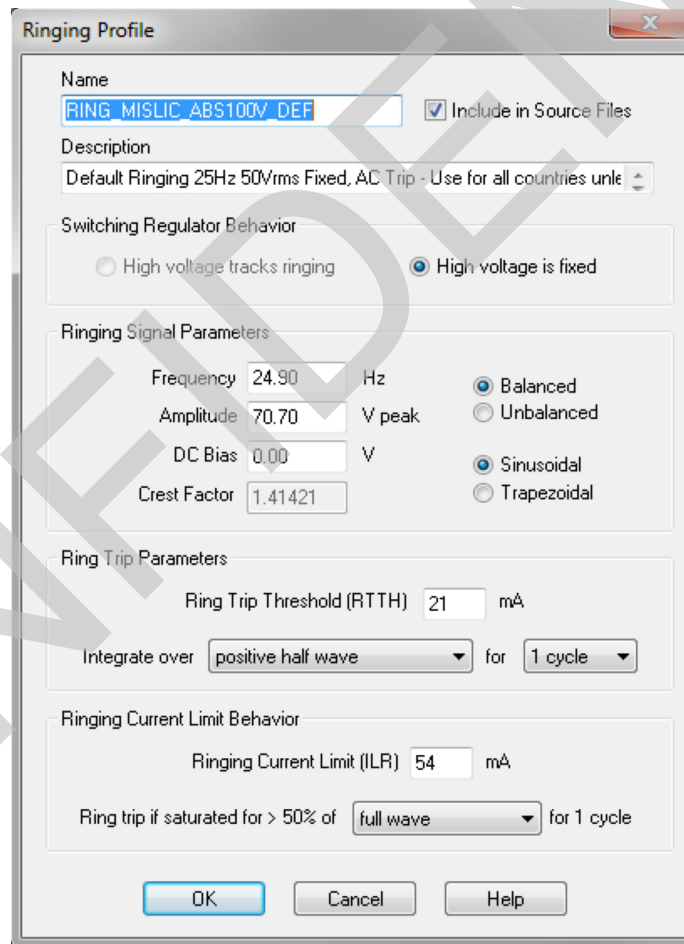 Ringing Profile
Name
RING_MISLIC_ABS100V_DEF
Include in Source Files
Description
Default Ringing 25Hz 50Vrms Fixed, AC Trip - Use for all countries unle
Switching Regulator Behavior
High voltage tracks ringing High voltage is fixed
Ringing Signal Parameters
Frequency 24.90 Hz
Balanced
Amplitude 70.70 V peak
Unbalanced
DC Bias 0.00 V
Sinusoidal
Crest Factor 1.41421
Trapezoidal
Ring Trip Parameters
Ring Trip Threshold (RTTH) 21 mA
Integrate over positive half wave for 1 cycle
Ringing Current Limit Behavior
Ringing Current Limit (ILR) 54 mA
Ring trip if saturated for > 50% of full wave for 1 cycle
OK Cancel Help